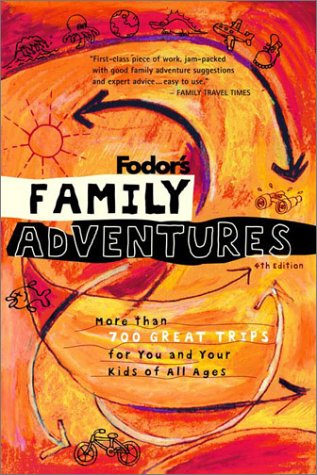 "First-class piece of work, jam-packed
with good family adventure suggestions
and expert advice...easy to use."
– FAMILY TRAVEL TIMES
Fodor's
FAMILY
ADVENTURES
4th Edition
More Than
700 GREAT TRIPS
for You and Your
Kids of All Ages